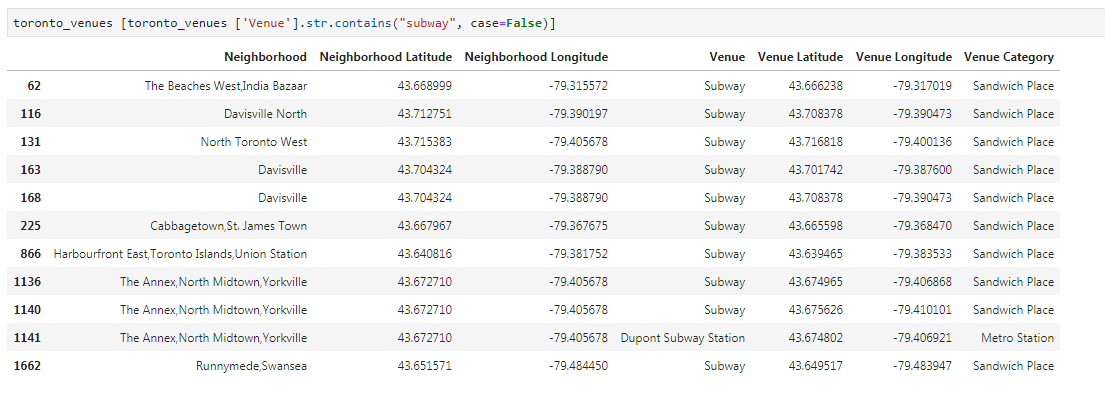 toronto_venues [toronto_venues ['Venue'].str.contains("subway", case=False)]
Neighborhood Neighborhood Latitude Neighborhood Longitude Venue Venue Latitude Venue Longitude Venue Category
62 The Beaches West,India Bazaar 43.668999 -79.315572 Subway 43.666238 -79.317019 Sandwich Place
116 Davisville North 43.712751 -79.390197 Subway 43.708378 -79.390473 Sandwich Place
131 North Toronto West 43.715383 -79.405678 Subway 43.716818 -79.400136 Sandwich Place
163 Davisville 43.704324 -79.388790 Subway 43.701742 -79.387600 Sandwich Place
168 Davisville 43.704324 -79.388790 Subway 43.708378 -79.390473 Sandwich Place
225 Cabbagetown,St. James Town 43.667967 -79.367675 Subway 43.665598 -79.368470 Sandwich Place
866 Harbourfront East,Toronto Islands,Union Station 43.640816 -79.381752 Subway 43.639465 -79.383533 Sandwich Place
1136 The Annex,North Midtown,Yorkville 43.672710 -79.405678 Subway 43.674965 -79.406868 Sandwich Place
1140 The Annex,North Midtown,Yorkville 43.672710 -79.405678 Subway 43.675626 -79.410101 Sandwich Place
1141 The Annex,North Midtown,Yorkville 43.672710 -79.405678 Dupont Subway Station 43.674802 -79.406921 Metro Station
1662 Runnymede,Swansea 43.651571 -79.484450 Subway 43.649517 -79.483947 Sandwich Place